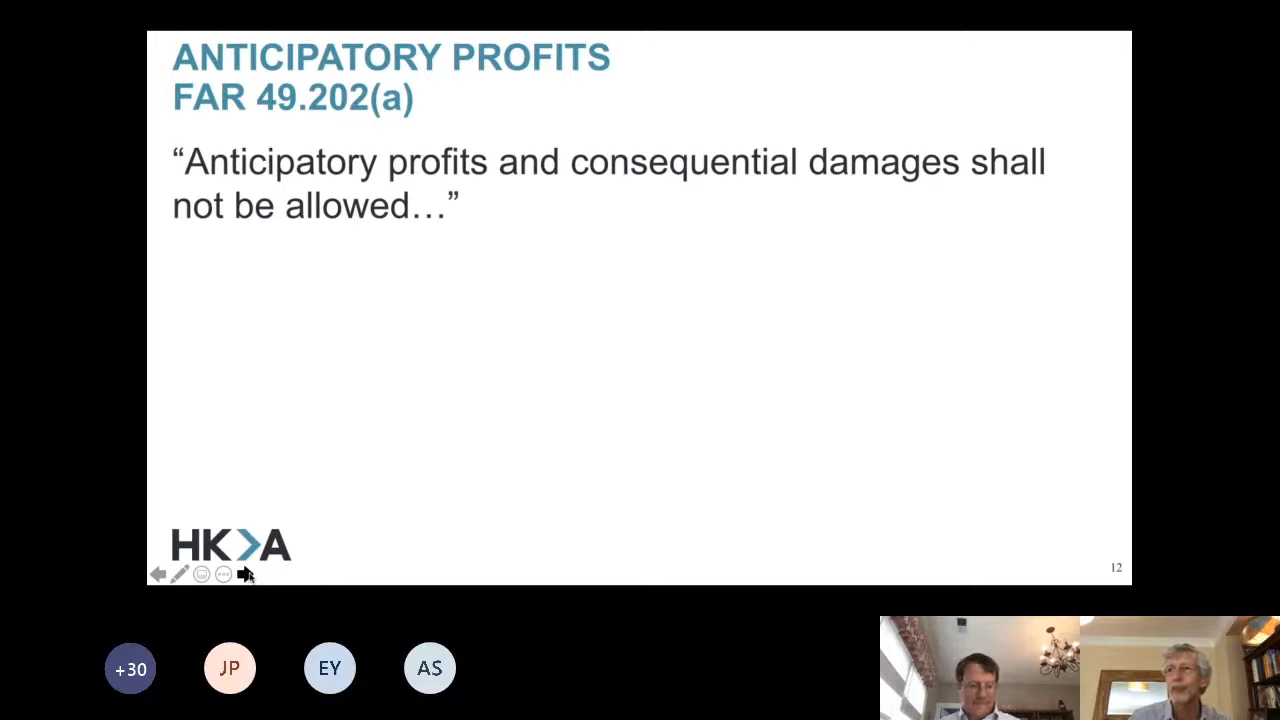 ANTICIPATORY PROFITS
FAR 49.202(a)
“Anticipatory profits and consequential damages shall
not be allowed…”
HKA
12
+30
JP
EY
AS